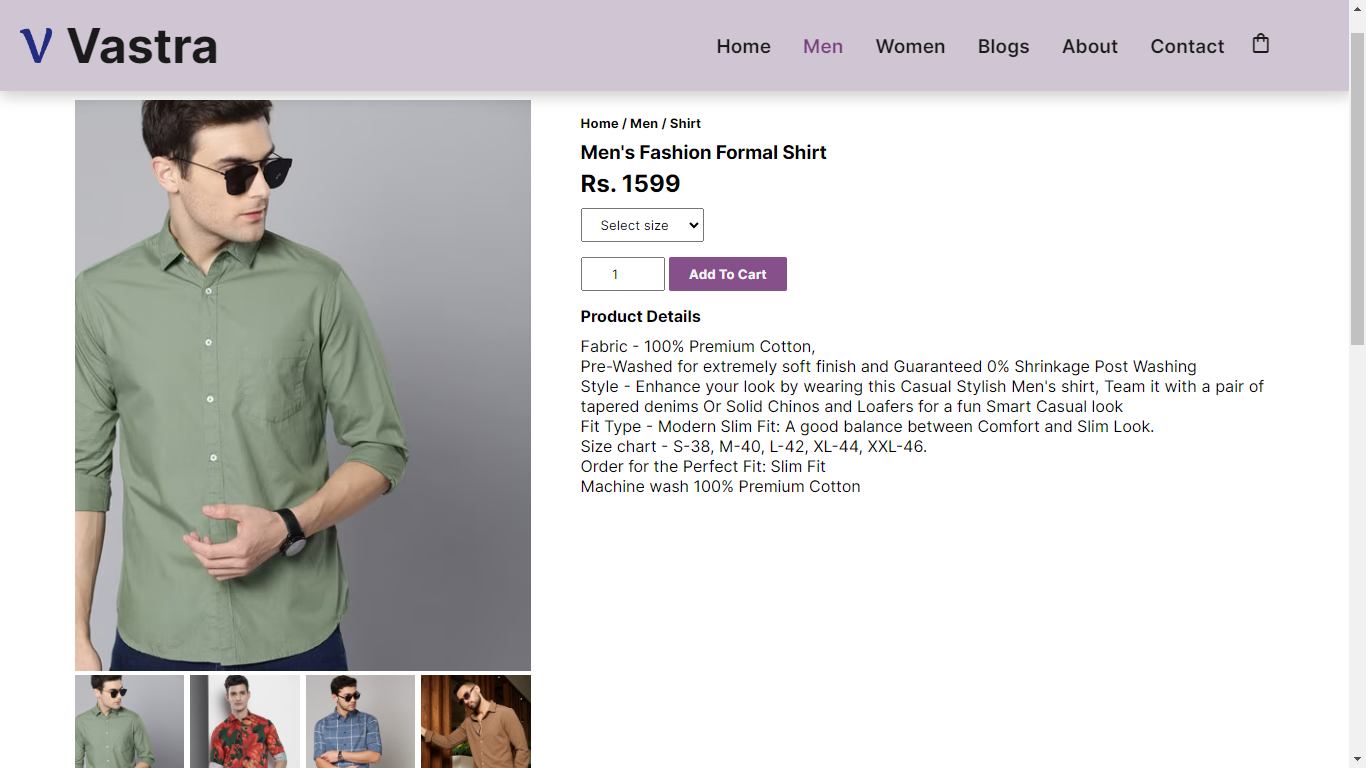 V Vastra
Home Men Women Blogs About Contact
Home / Men / Shirt
Men's Fashion Formal Shirt
Rs. 1599
Select size
1 Add To Cart
Product Details
Fabric - 100% Premium Cotton,
Pre-Washed for extremely soft finish and Guaranteed 0% Shrinkage Post Washing
Style - Enhance your look by wearing this Casual Stylish Men's shirt, Team it with a pair of
tapered denims Or Solid Chinos and Loafers for a fun Smart Casual look
Fit Type - Modern Slim Fit: A good balance between Comfort and Slim Look.
Size chart - S-38, M-40, L-42, XL-44, XXL-46.
Order for the Perfect Fit: Slim Fit
Machine wash 100% Premium Cotton